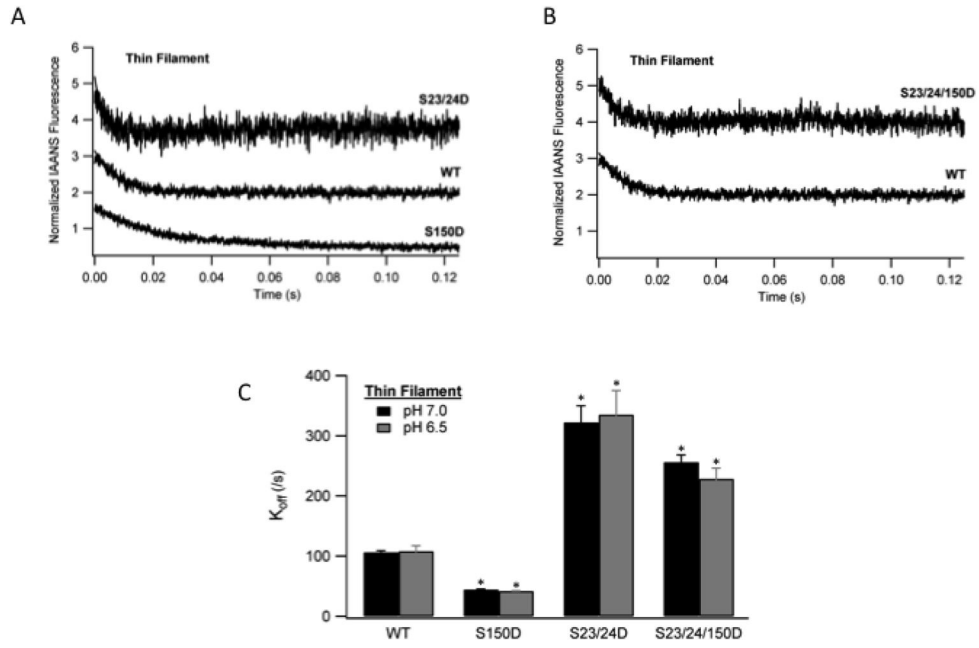 A
Normalized IAANS Fluorescence
6
5
4
3
2
1
Thin Filament
S23/24D
WT
S150D
0.00 0.02 0.04 0.06 0.08 0.10 0.12
Time (s)
B
Normalized IAANS Fluorescence
6
5
4
3
2
1
Thin Filament
S23/24/150D
WT
0.00 0.02 0.04 0.06 0.08 0.10 0.12
Time (s)
C
Koff (/s)
400
300
200
100
0
Thin Filament
pH 7.0
pH 6.5
* * * * * *
WT S150D S23/24D S23/24/150D